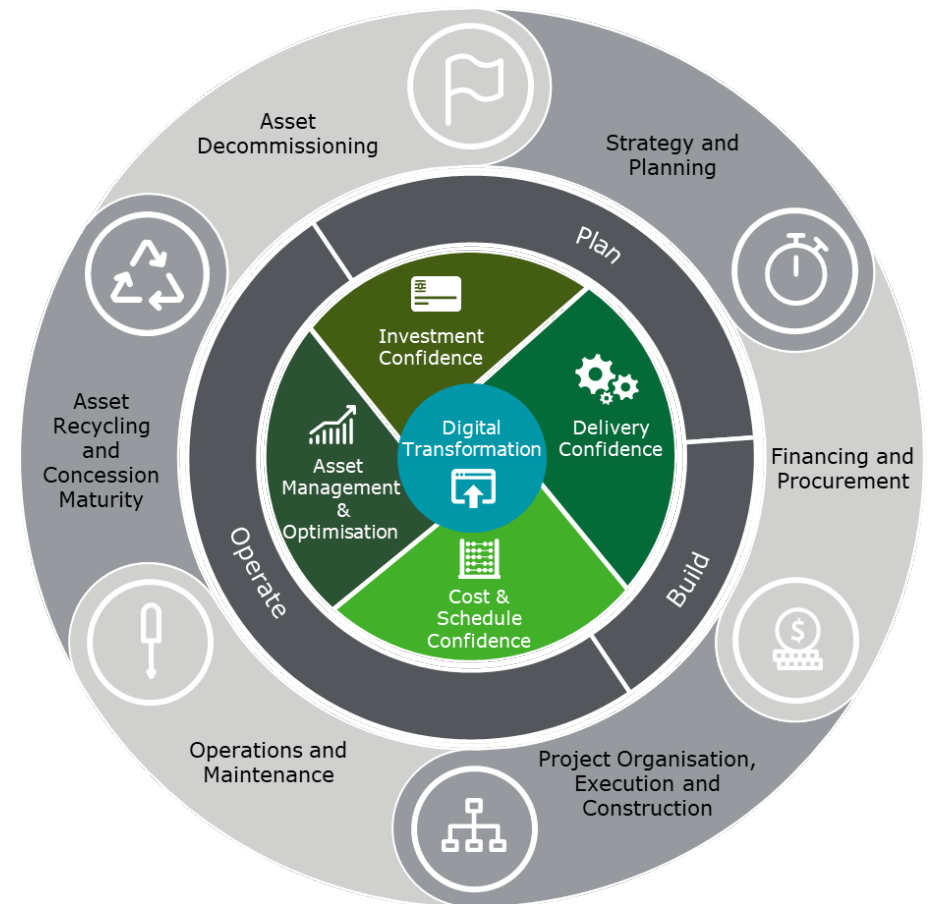 Asset
Decommissioning
Strategy and
Planning
Plan
Investment
Confidence
Asset
Recycling
and
Concession
Maturity
Digital
Transformation
Delivery
Confidence
Financing and
Procurement
Asset
Management
&
Optimisation
Operate
Build
Cost &
Schedule
Confidence
$
Operations and
Maintenance
Project Organisation,
Execution and
Construction